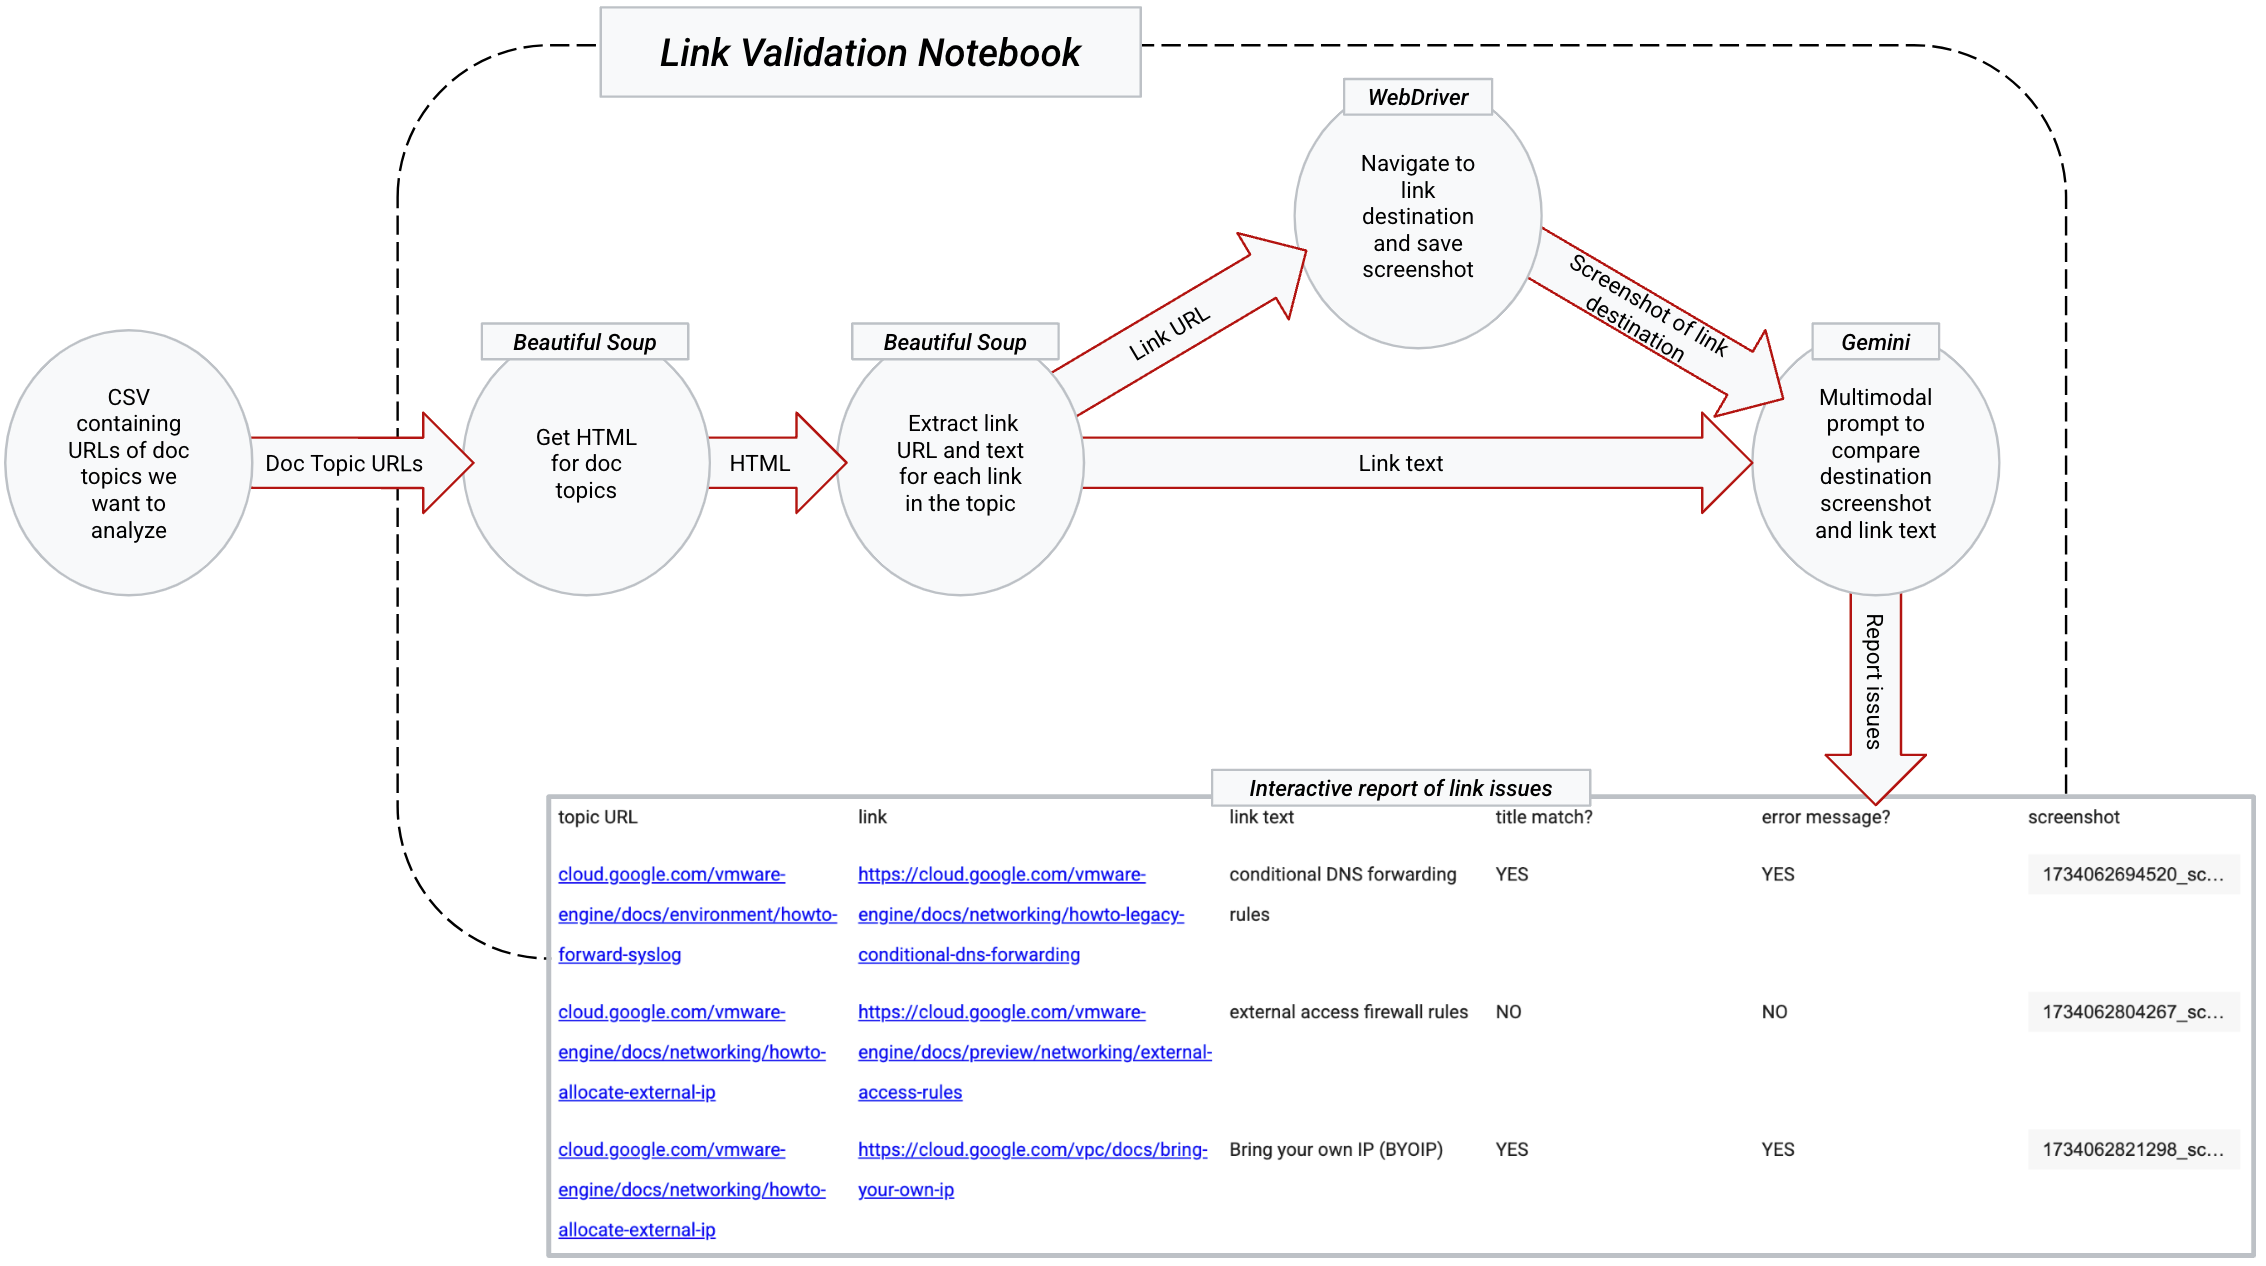 Link Validation Notebook
WebDriver
Navigate to
link
destination
and save
screenshot
Link URL
Screenshot of link
destination
Beautiful Soup
Beautiful Soup
Gemini
CSV
containing
URLs of doc
topics we
want to
analyze
Doc Topic URLs
Get HTML
for doc
topics
HTML
Extract link
URL and text
for each link
in the topic
Link text
Multimodal
prompt to
compare
destination
screenshot
and link text
Report issues
Interactive report of link issues
topic URL link link text title match? error message? screenshot
cloud.google.com/vmware- https://cloud.google.com/vmware- conditional DNS forwarding YES YES 1734062694520_sc...
engine/docs/environment/howto- engine/docs/networking/howto-legacy- rules
forward-syslog conditional-dns-forwarding
cloud.google.com/vmware- https://cloud.google.com/vmware- external access firewall rules NO NO 1734062804267_sc...
engine/docs/networking/howto- engine/docs/preview/networking/external-
allocate-external-ip access-rules
cloud.google.com/vmware- https://cloud.google.com/vpc/docs/bring- Bring your own IP (BYOIP) YES YES 1734062821298_sc...
engine/docs/networking/howto- your-own-ip
allocate-external-ip